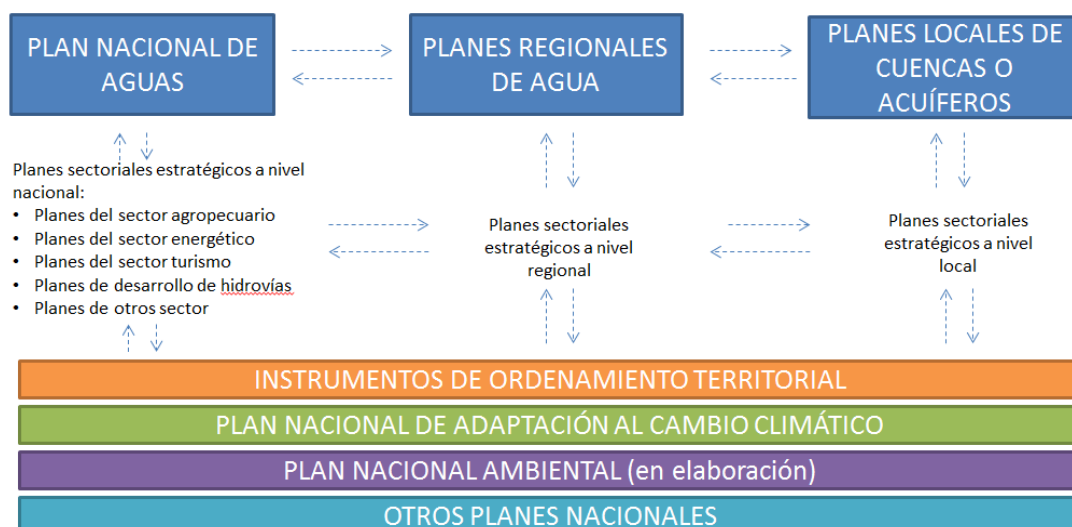 PLAN NACIONAL DE
AGUAS
PLANES REGIONALES
DE AGUA
PLANES LOCALES DE
CUENCAS O
ACUÍFEROS
Planes sectoriales estratégicos a nivel
nacional:
• Planes del sector agropecuario
• Planes del sector energético
• Planes del sector turismo
• Planes de desarrollo de hidrovías
• Planes de otros sector
Planes sectoriales
estratégicos a nivel
regional
Planes sectoriales
estratégicos a nivel
local
INSTRUMENTOS DE ORDENAMIENTO TERRITORIAL
PLAN NACIONAL DE ADAPTACIÓN AL CAMBIO CLIMÁTICO
PLAN NACIONAL AMBIENTAL (en elaboración)
OTROS PLANES NACIONALES